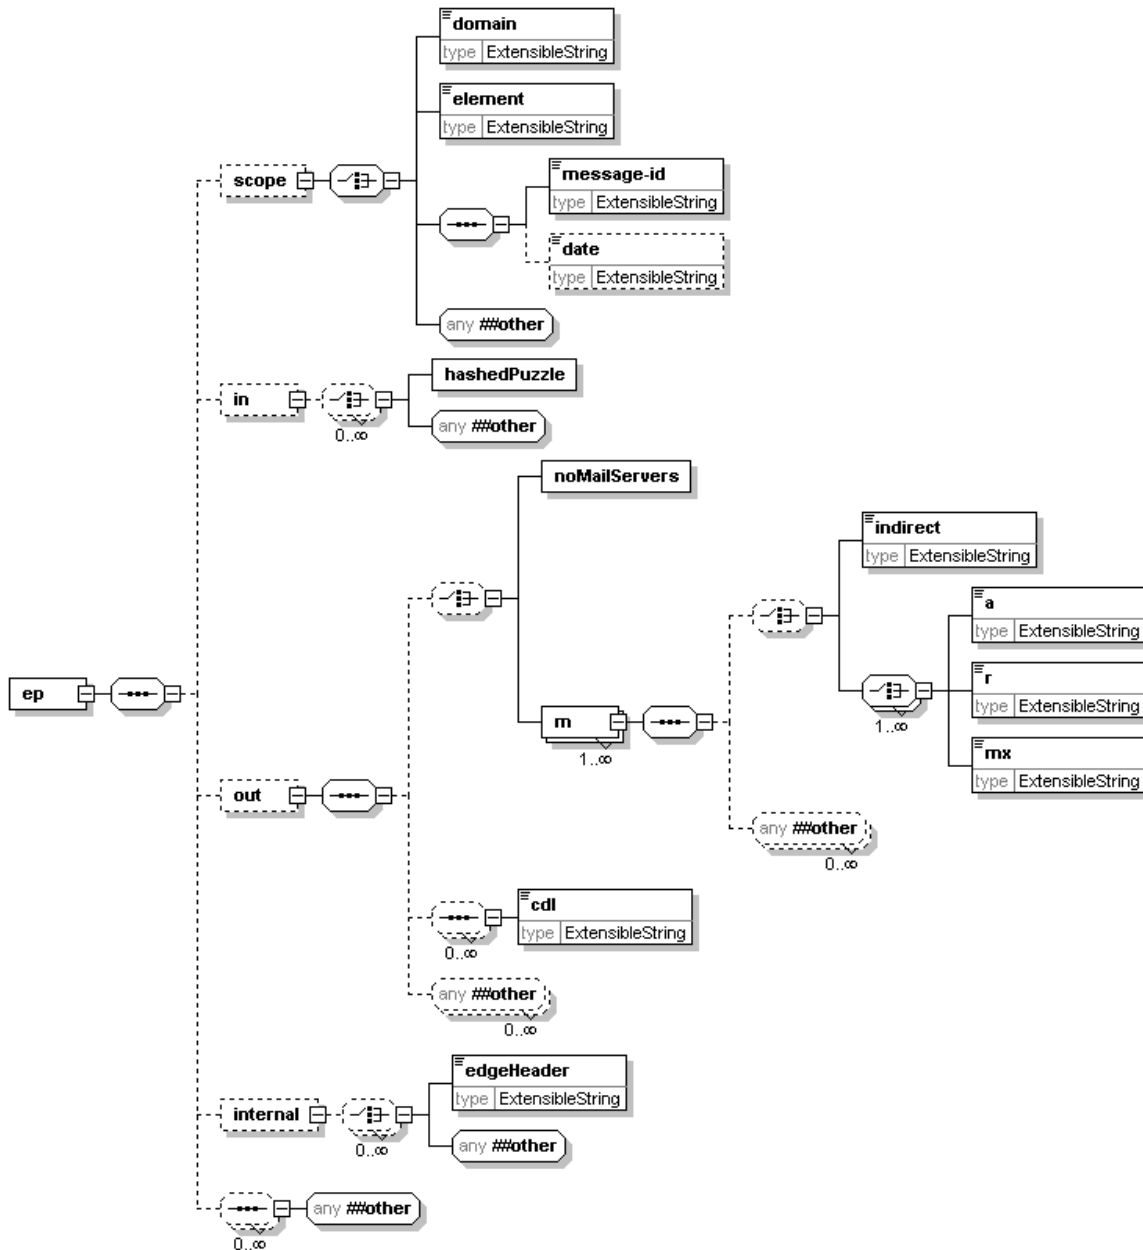 domain
type ExtensibleString
element
type ExtensibleString
scope
message-id
type ExtensibleString
date
type ExtensibleString
any ##other
in
0..∞
hashedPuzzle
any ##other
noMailServers
indirect
type ExtensibleString
a
type ExtensibleString
r
type ExtensibleString
1..∞
mx
type ExtensibleString
ep
m
1..∞
out
any ##other
0..∞
cdl
type ExtensibleString
0..∞
any ##other
0..∞
edgeHeader
type ExtensibleString
internal
0..∞
any ##other
any ##other
0..∞